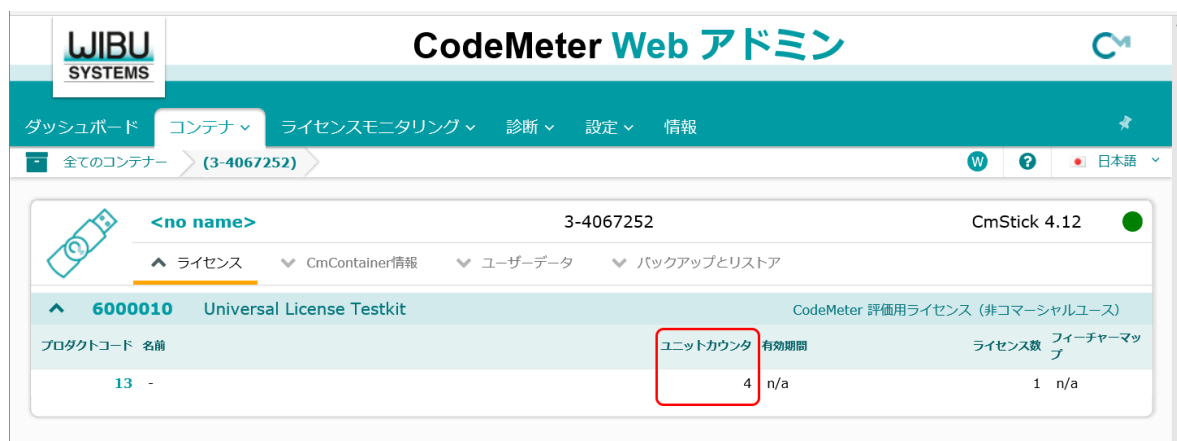 WIBU
SYSTEMS
CodeMeter Web アドミン
CM
ダッシュボード コンテナ ライセンスモニタリング 診断 設定 情報
全てのコンテナー (3-4067252) W ? 日本語
<no name> 3-4067252 CmStick 4.12
ライセンス CmContainer情報 ユーザーデータ バックアップとリストア
6000010 Universal License Testkit CodeMeter 評価用ライセンス（非コマーシャルユース）
プロダクトコード 名前 ユニットカウンタ 有効期間 ライセンス数 フィーチャーマップ
13 - 4 n/a 1 n/a